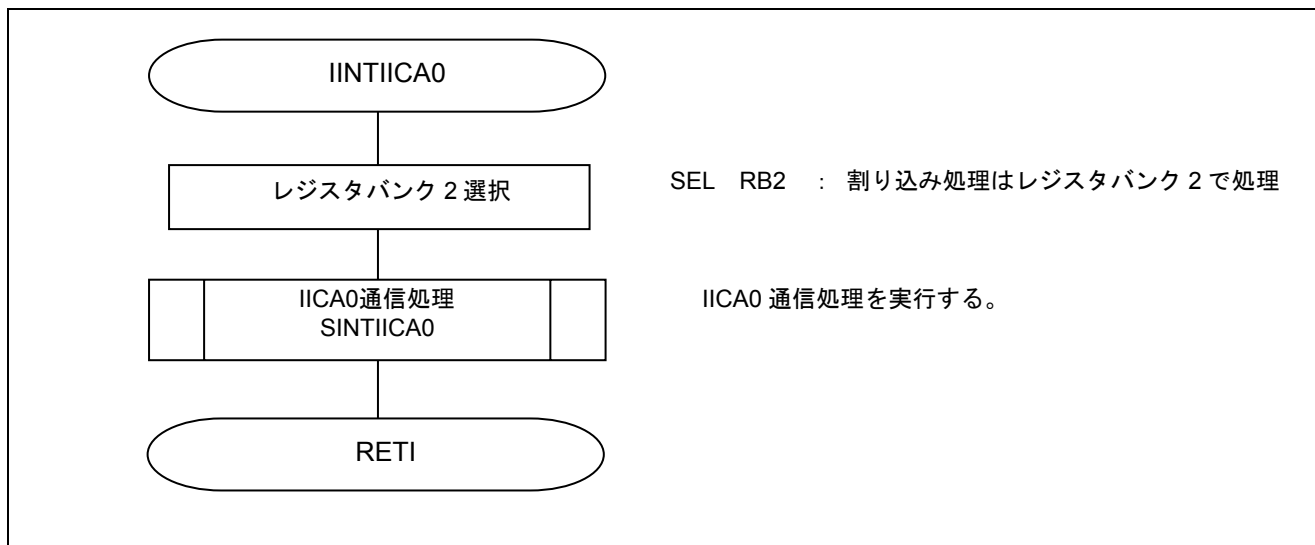 IINTIICA0
レジスタバンク 2 選択
SEL RB2 : 割り込み処理はレジスタバンク 2 で処理
IICA0通信処理
SINTIICA0
IICA0 通信処理を実行する。
RETI